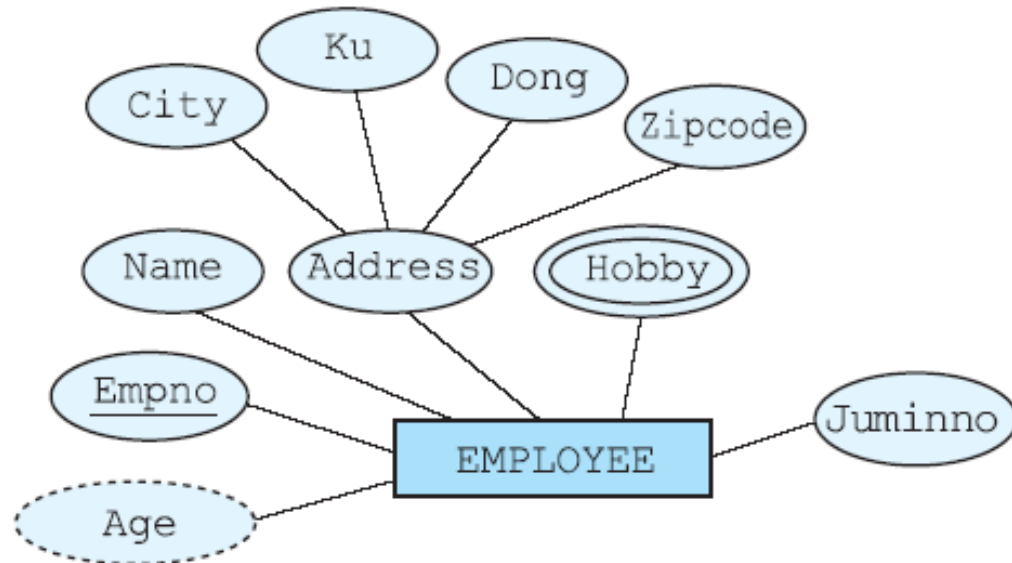 Ku
Dong
City
Zipcode
Name
Address
Hobby
Empno
Juminno
EMPLOYEE
Age